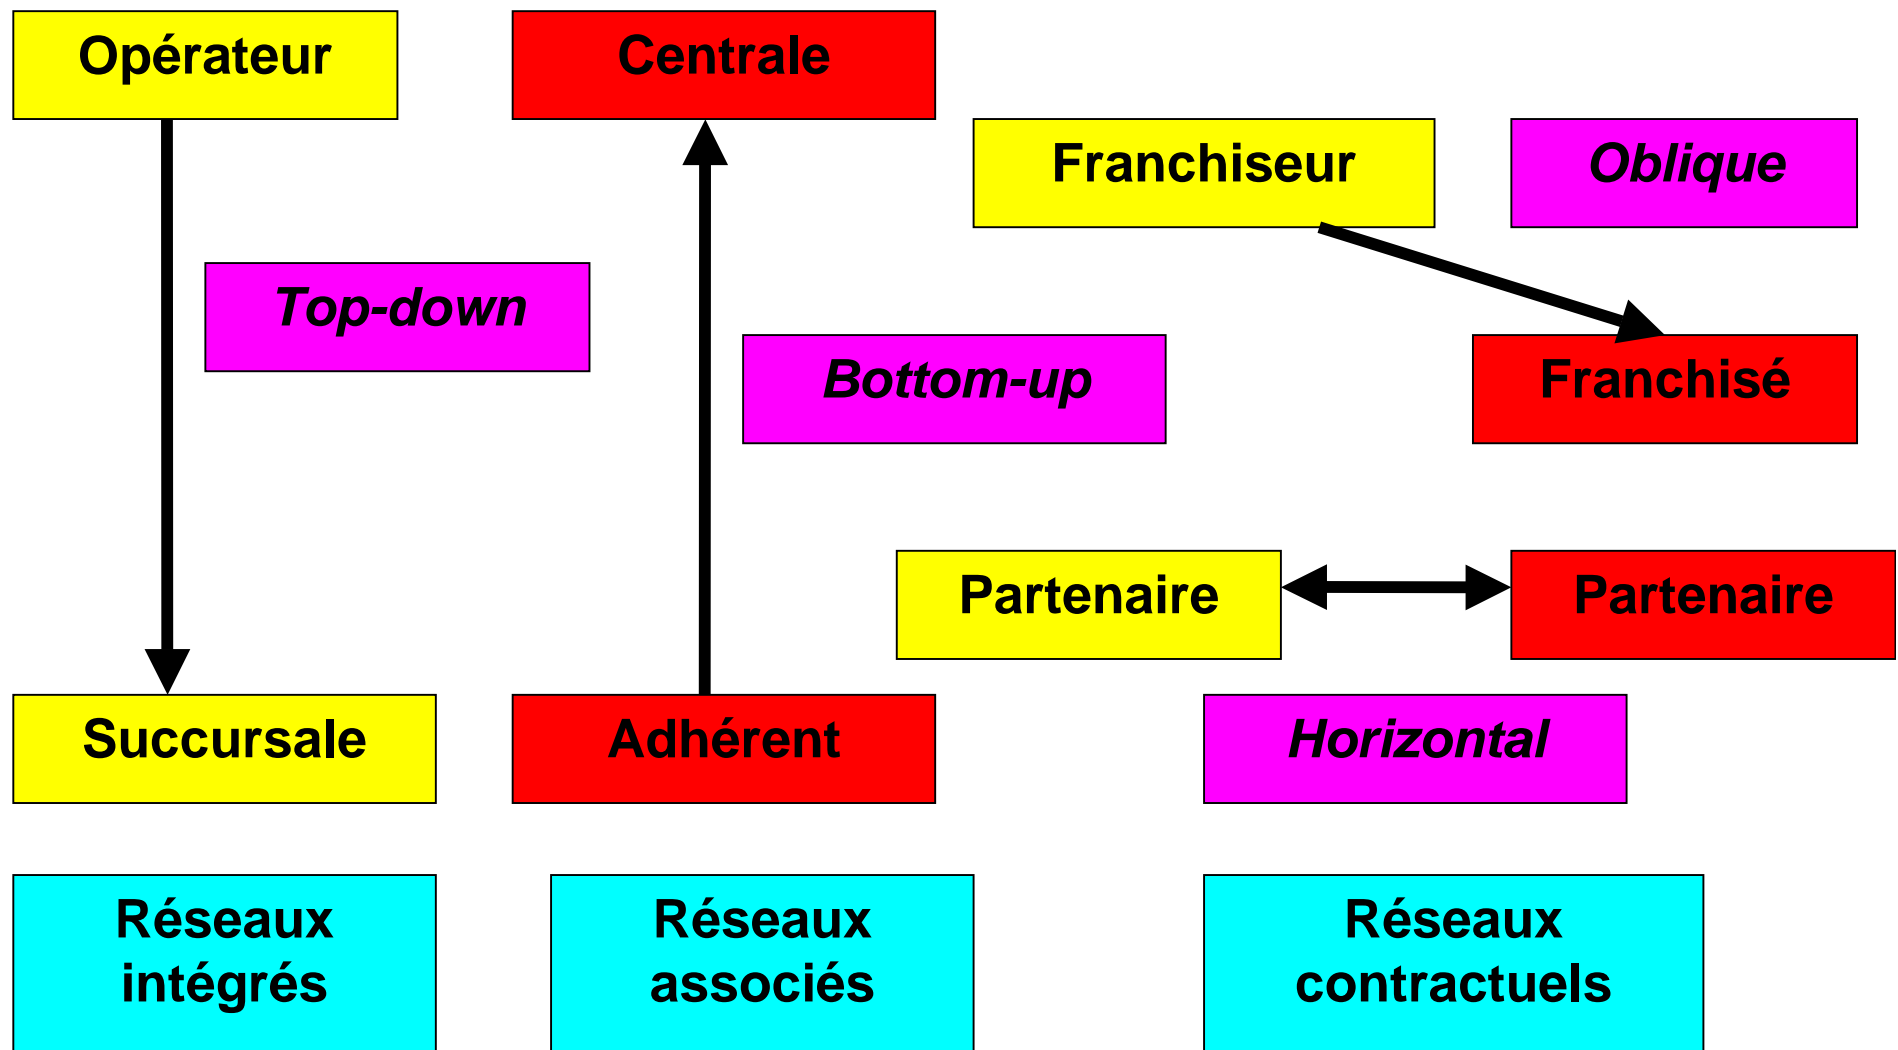 Opérateur
Centrale
Franchiseur
Oblique
Top-down
Bottom-up
Franchisé
Partenaire
Partenaire
Succursale
Adhérent
Horizontal
Réseaux
intégrés
Réseaux
associés
Réseaux
contractuels